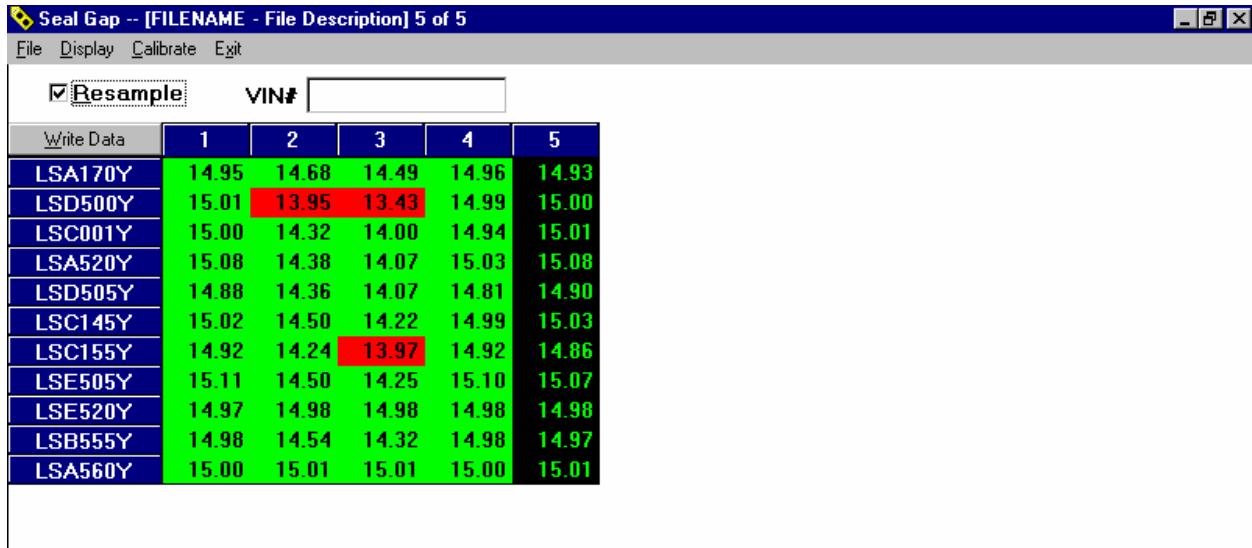 Seal Gap -- [FILENAME - File Description] 5 of 5
File Display Calibrate Exit
Resample VIN#
Write Data 1 2 3 4 5
LSA170Y 14.95 14.68 14.49 14.96 14.93
LSD500Y 15.01 13.95 13.43 14.99 15.00
LSC001Y 15.00 14.32 14.00 14.94 15.01
LSA520Y 15.08 14.38 14.07 15.03 15.08
LSD505Y 14.88 14.36 14.07 14.81 14.90
LSC145Y 15.02 14.50 14.22 14.99 15.03
LSC155Y 14.92 14.24 13.97 14.92 14.86
LSE505Y 15.11 14.50 14.25 15.10 15.07
LSE520Y 14.97 14.98 14.98 14.98 14.98
LSB555Y 14.98 14.54 14.32 14.98 14.97
LSA560Y 15.00 15.01 15.01 15.00 15.01